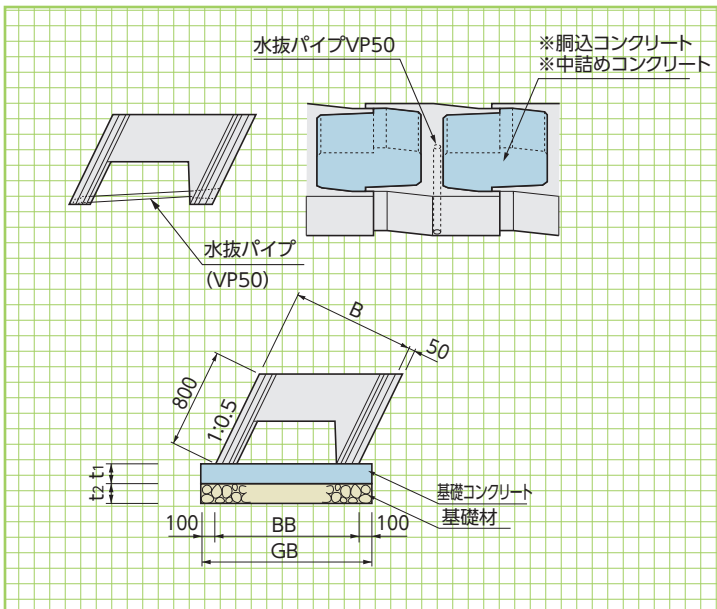 水抜パイプVP50
※胴込コンクリート
※中詰めコンクリート
水抜パイプ
(VP50)
B
50
800
1:0.5
t1
t2
基礎コンクリート
基礎材
100
BB
100
GB